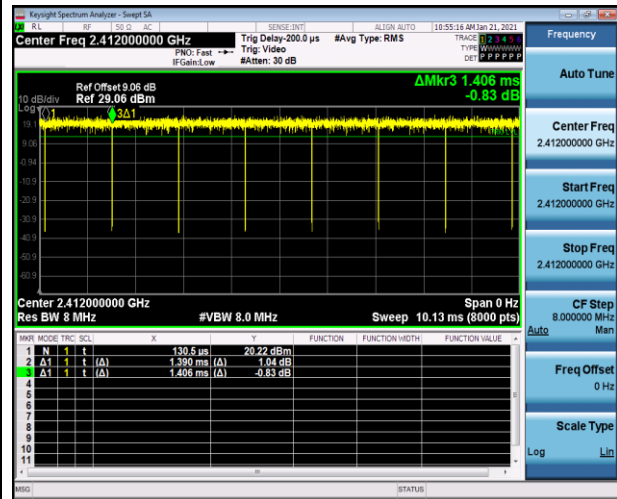 Keysight Spectrum Analyzer - Swept SA
RL RF 50 Ω AC SENSE:INT ALIGN AUTO 10:55:16 AM Jan 21, 2021
Center Freq 2.412000000 GHz
PNO: Fast
IFGain:Low
Trig Delay-200.0 µs
Trig: Video
#Atten: 30 dB
#Avg Type: RMS
TRACE 1 2 3 4 5 6
TYPE WWWWWW
DET P P P P P P
Ref Offset 9.06 dB
10 dB/div Ref 29.06 dBm
Log
ΔMkr3 1.406 ms
-0.83 dB
1
3Δ1
19.1
9.06
-0.94
-10.9
-20.9
-30.9
-40.9
-50.9
-60.9
Center 2.412000000 GHz Span 0 Hz
Res BW 8 MHz #VBW 8.0 MHz Sweep 10.13 ms (8000 pts)
MKR MODE TRC SCL X Y FUNCTION FUNCTION WIDTH FUNCTION VALUE
1 N 1 t 130.5 µs 20.22 dBm
2 Δ1 1 t (Δ) 1.390 ms (Δ) 1.04 dB
3 Δ1 1 t (Δ) 1.406 ms (Δ) -0.83 dB
4
5
6
7
8
9
10
11
MSG STATUS
Frequency
Auto Tune
Center Freq
2.412000000 GHz
Start Freq
2.412000000 GHz
Stop Freq
2.412000000 GHz
CF Step
8.000000 MHz
Auto Man
Freq Offset
0 Hz
Scale Type
Log Lin